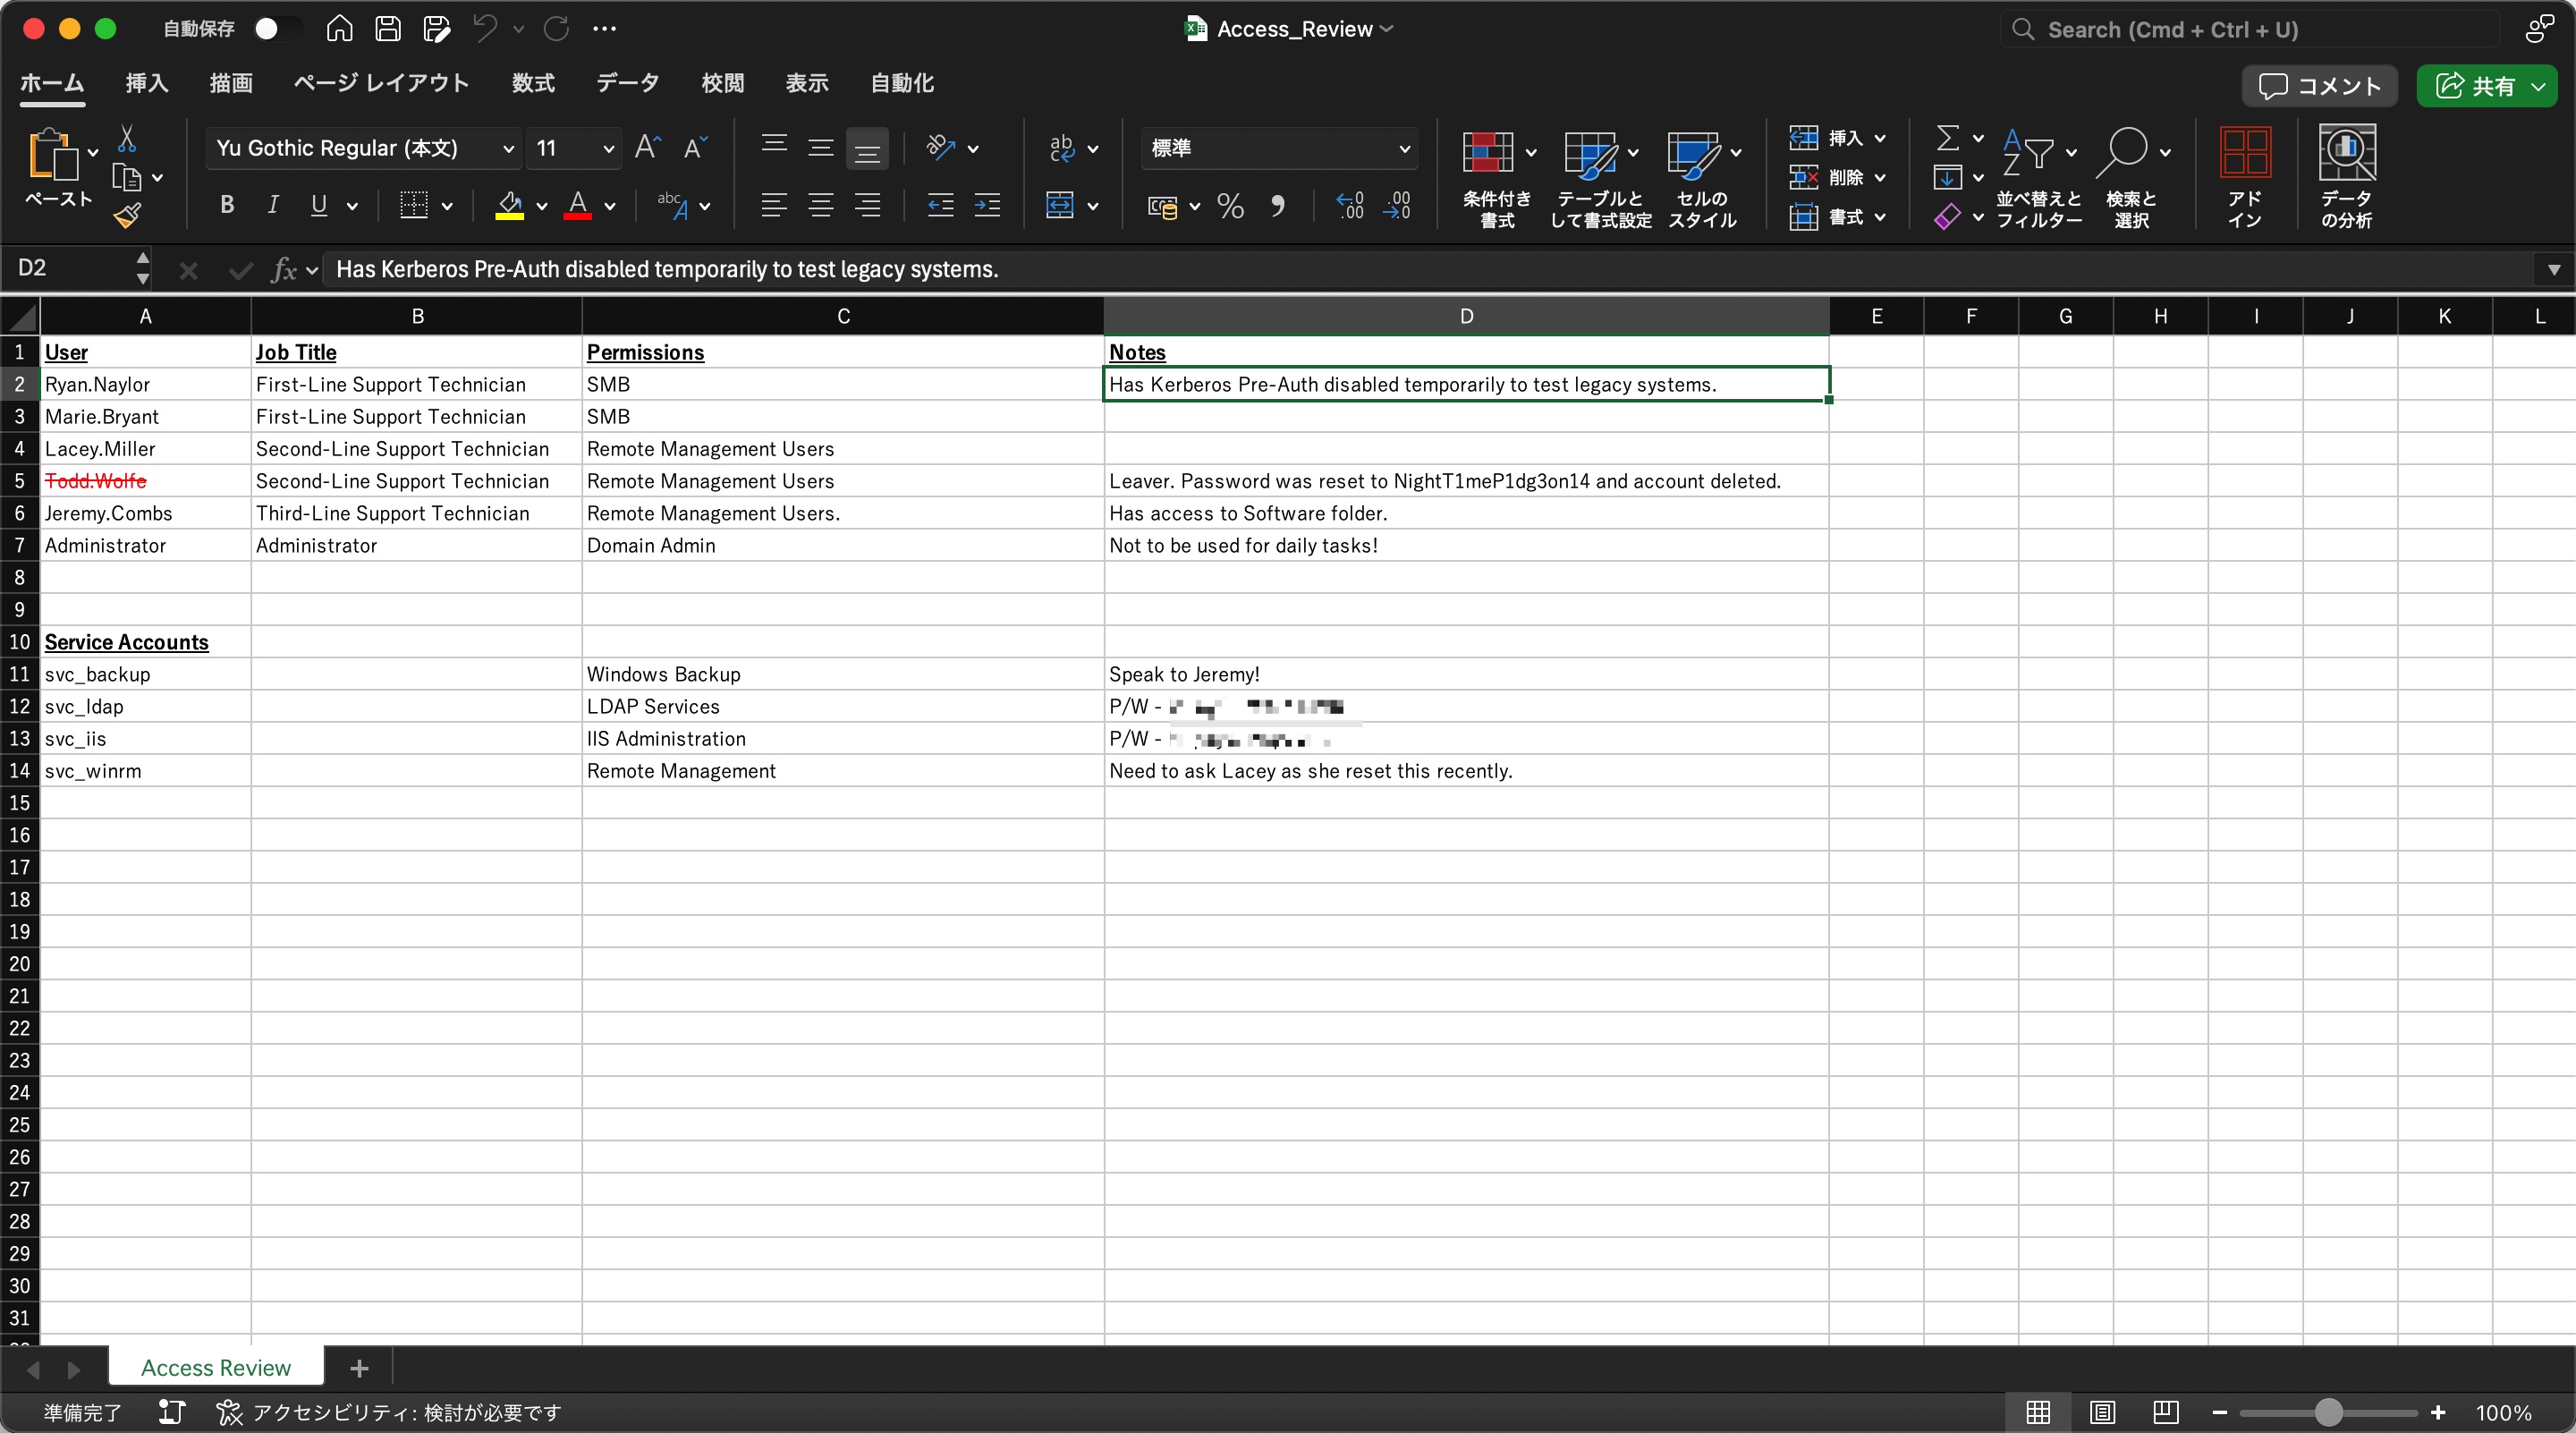 自動保存
Access_Review
Search (Cmd + Ctrl + U)
ホーム 挿入 描画 ページ レイアウト 数式 データ 校閲 表示 自動化
コメント 共有
ペースト
Yu Gothic Regular (本文) 11
標準
条件付き書式
テーブルとして書式設定
セルのスタイル
挿入
削除
書式
並べ替えとフィルター
検索と選択
アドイン
データの分析
D2 fx Has Kerberos Pre-Auth disabled temporarily to test legacy systems.
A B C D E F G H I J K L
1 User Job Title Permissions Notes
2 Ryan.Naylor First-Line Support Technician SMB Has Kerberos Pre-Auth disabled temporarily to test legacy systems.
3 Marie.Bryant First-Line Support Technician SMB
4 Lacey.Miller Second-Line Support Technician Remote Management Users
5 Todd.Wolfe Second-Line Support Technician Remote Management Users Leaver. Password was reset to NightT1meP1dg3on14 and account deleted.
6 Jeremy.Combs Third-Line Support Technician Remote Management Users. Has access to Software folder.
7 Administrator Administrator Domain Admin Not to be used for daily tasks!
8
9
10 Service Accounts
11 svc_backup Windows Backup Speak to Jeremy!
12 svc_ldap LDAP Services P/W -
13 svc_iis IIS Administration P/W -
14 svc_winrm Remote Management Need to ask Lacey as she reset this recently.
15
16
17
18
19
20
21
22
23
24
25
26
27
28
29
30
31
Access Review
準備完了 アクセシビリティ: 検討が必要です 100%